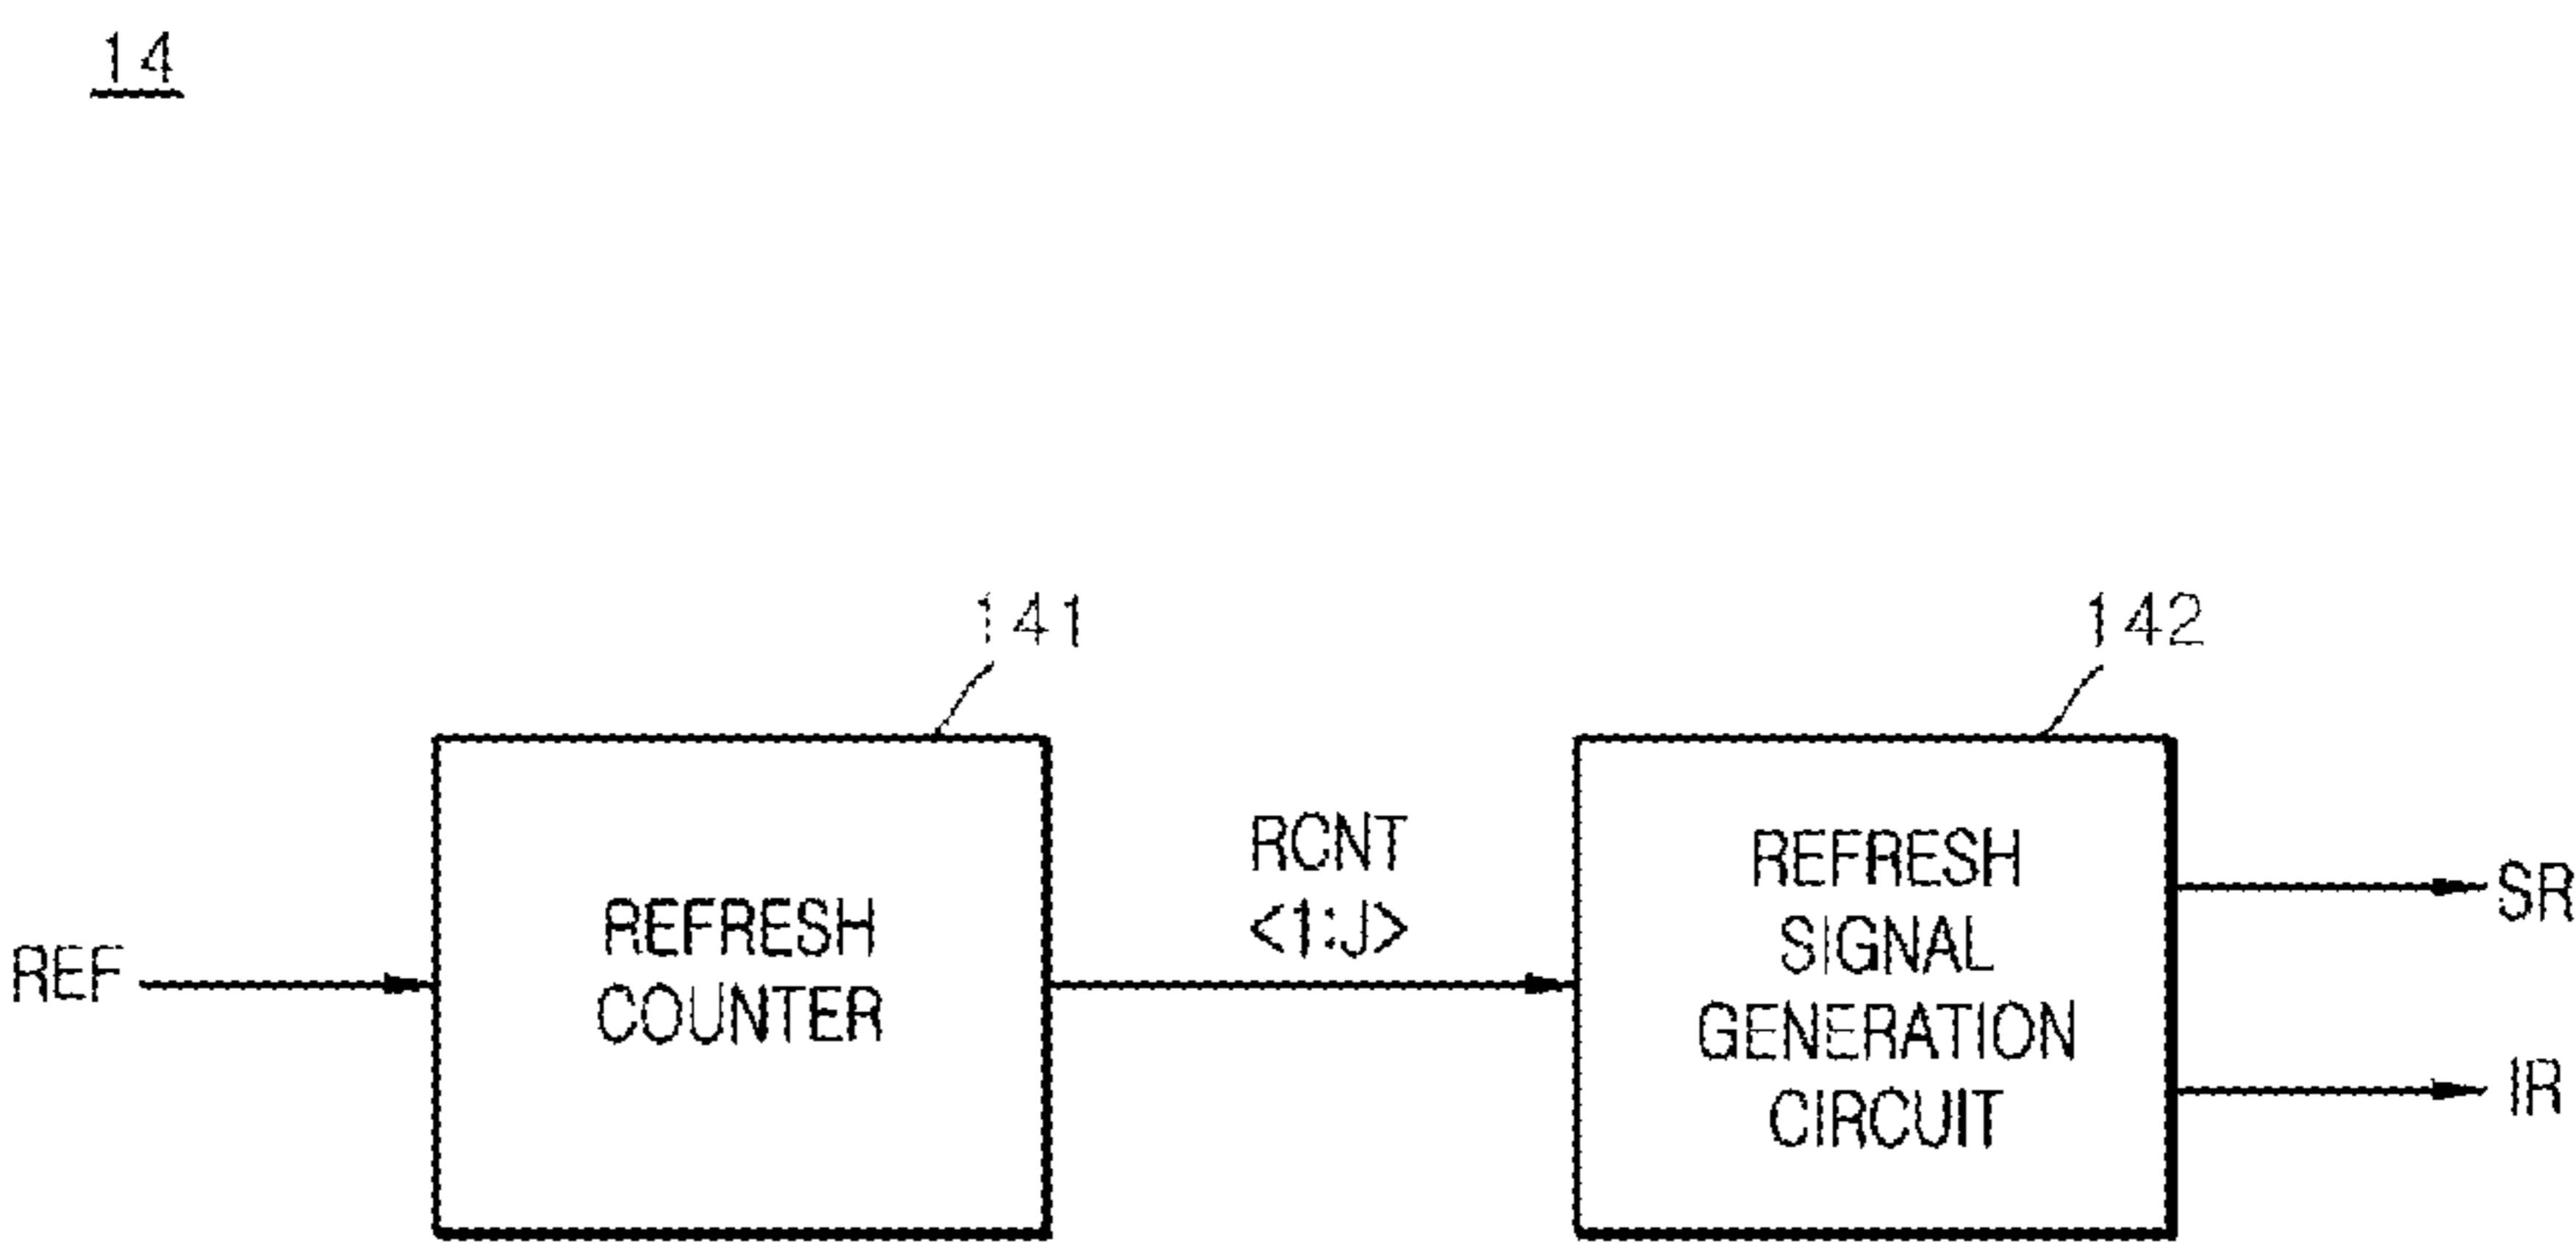 14
141
142
REF
REFRESH
COUNTER
RCNT
<1:J>
REFRESH
SIGNAL
GENERATION
CIRCUIT
SR
IR